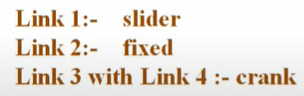 Link 1:- slider
Link 2:- fixed
Link 3 with Link 4 :- crank